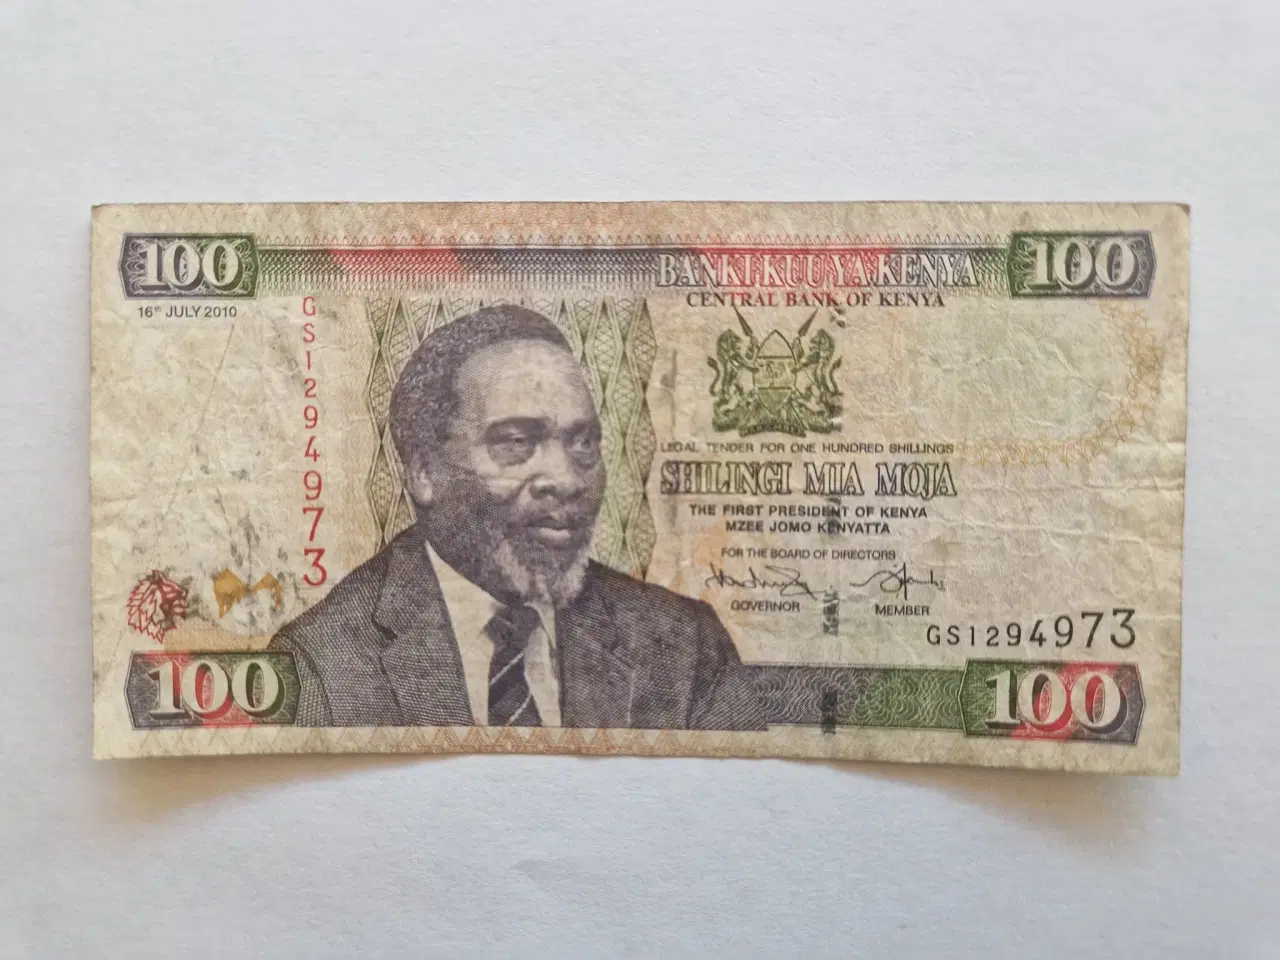 100
BANKI KUU YA KENYA
100
CENTRAL BANK OF KENYA
16TH JULY 2010
GS1294973
LEGAL TENDER FOR ONE HUNDRED SHILLINGS
SHILINGI MIA MOJA
THE FIRST PRESIDENT OF KENYA
MZEE JOMO KENYATTA
FOR THE BOARD OF DIRECTORS
GOVERNOR
MEMBER
GS1294973
100
100